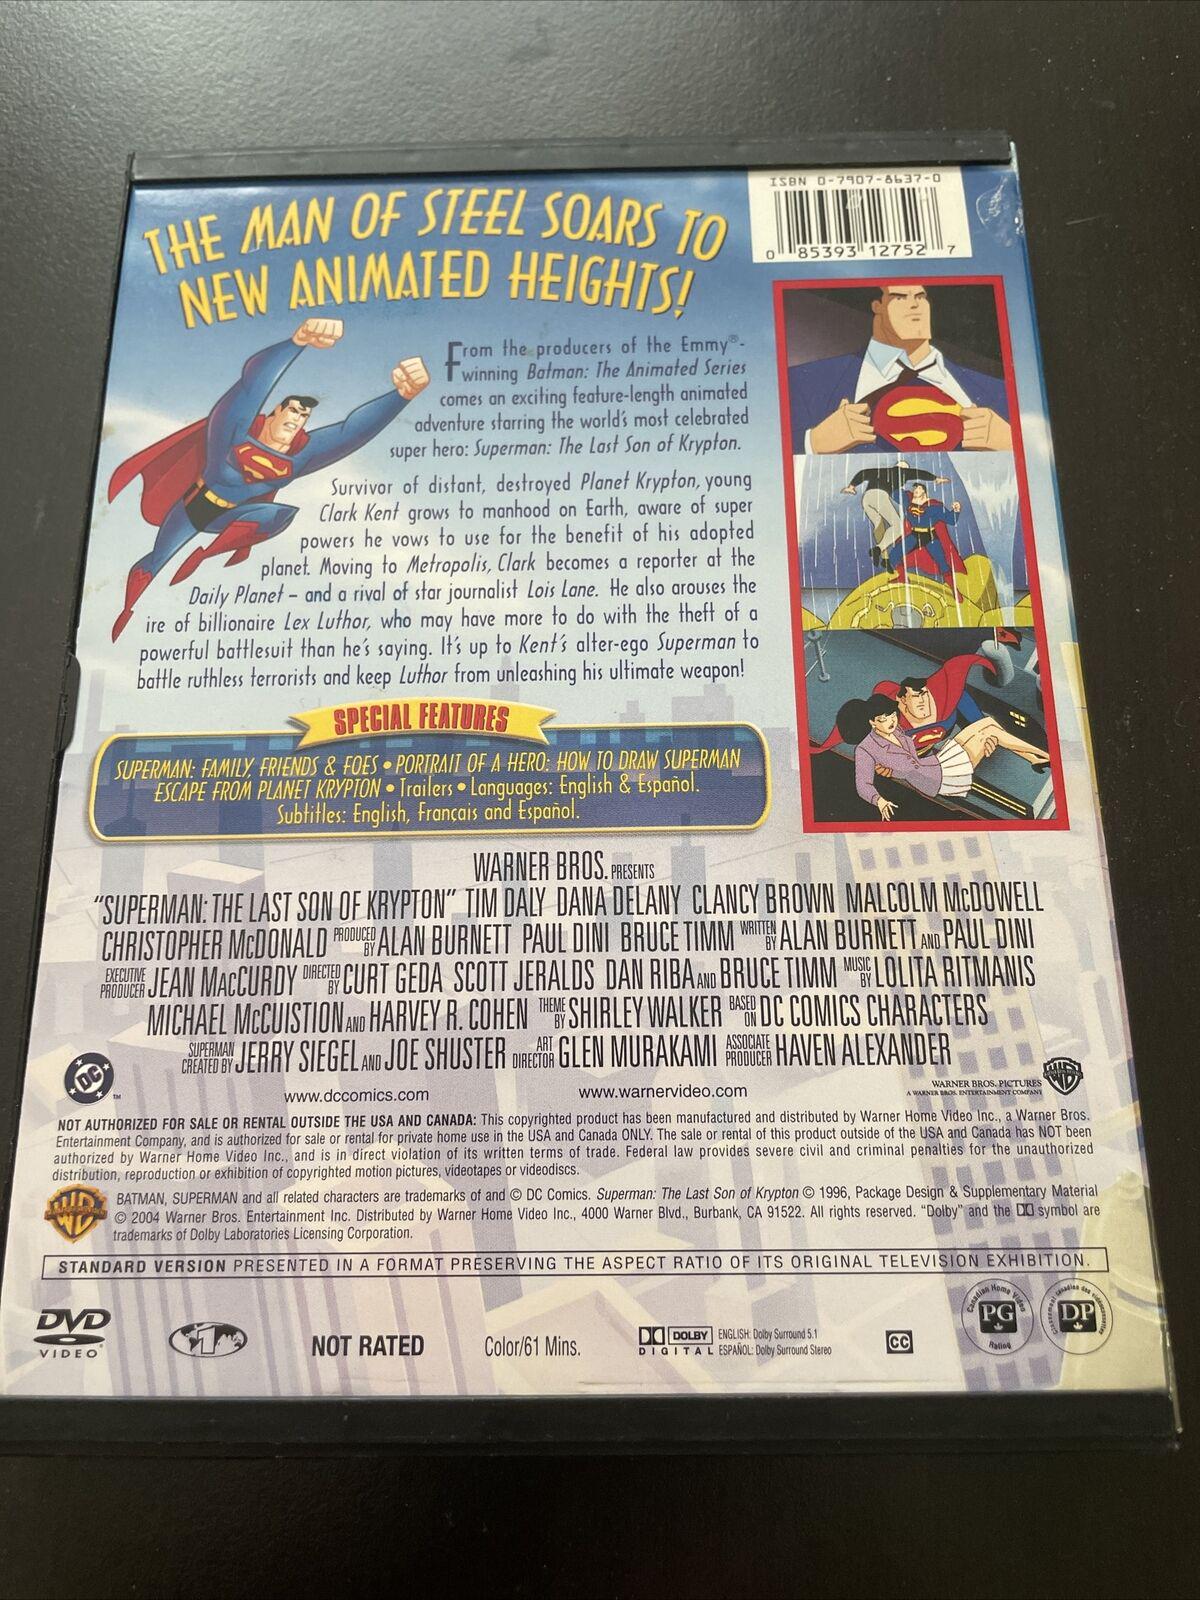 THE MAN OF STEEL SOARS TO
NEW ANIMATED HEIGHTS!
ISBN 0-7907-8637-0
0 85393 12752 7
From the producers of the Emmy®-
winning Batman: The Animated Series
comes an exciting feature-length animated
adventure starring the world's most celebrated
super hero: Superman: The Last Son of Krypton.
Survivor of distant, destroyed Planet Krypton, young
Clark Kent grows to manhood on Earth, aware of super
powers he vows to use for the benefit of his adopted
planet. Moving to Metropolis, Clark becomes a reporter at the
Daily Planet – and a rival of star journalist Lois Lane. He also arouses the
ire of billionaire Lex Luthor, who may have more to do with the theft of a
powerful battlesuit than he's saying. It's up to Kent's alter-ego Superman to
battle ruthless terrorists and keep Luthor from unleashing his ultimate weapon!
SPECIAL FEATURES
SUPERMAN: FAMILY, FRIENDS & FOES • PORTRAIT OF A HERO: HOW TO DRAW SUPERMAN
ESCAPE FROM PLANET KRYPTON • Trailers • Languages: English & Español.
Subtitles: English, Français and Español.
WARNER BROS. PRESENTS
"SUPERMAN: THE LAST SON OF KRYPTON" TIM DALY DANA DELANY CLANCY BROWN MALCOLM McDOWELL
CHRISTOPHER McDONALD PRODUCED BY ALAN BURNETT PAUL DINI BRUCE TIMM WRITTEN BY ALAN BURNETT AND PAUL DINI
EXECUTIVE PRODUCER JEAN MacCURDY DIRECTED BY CURT GEDA SCOTT JERALDS DAN RIBA AND BRUCE TIMM MUSIC BY LOLITA RITMANIS
MICHAEL McCUISTION AND HARVEY R. COHEN THEME BY SHIRLEY WALKER BASED ON DC COMICS CHARACTERS
SUPERMAN CREATED BY JERRY SIEGEL AND JOE SHUSTER ART DIRECTOR GLEN MURAKAMI ASSOCIATE PRODUCER HAVEN ALEXANDER
DC ™
www.dccomics.com
www.warnervideo.com
WARNER BROS. PICTURES
A WARNER BROS. ENTERTAINMENT COMPANY
NOT AUTHORIZED FOR SALE OR RENTAL OUTSIDE THE USA AND CANADA: This copyrighted product has been manufactured and distributed by Warner Home Video Inc., a Warner Bros.
Entertainment Company, and is authorized for sale or rental for private home use in the USA and Canada ONLY. The sale or rental of this product outside of the USA and Canada has NOT been
authorized by Warner Home Video Inc., and is in direct violation of its written terms of trade. Federal law provides severe civil and criminal penalties for the unauthorized
distribution, reproduction or exhibition of copyrighted motion pictures, videotapes or videodiscs.
BATMAN, SUPERMAN and all related characters are trademarks of and © DC Comics. Superman: The Last Son of Krypton © 1996, Package Design & Supplementary Material
© 2004 Warner Bros. Entertainment Inc. Distributed by Warner Home Video Inc., 4000 Warner Blvd., Burbank, CA 91522. All rights reserved. "Dolby" and the DD symbol are
trademarks of Dolby Laboratories Licensing Corporation.
STANDARD VERSION PRESENTED IN A FORMAT PRESERVING THE ASPECT RATIO OF ITS ORIGINAL TELEVISION EXHIBITION.
DVD
VIDEO
1
NOT RATED
Color/61 Mins.
DOLBY
DIGITAL
ENGLISH: Dolby Surround 5.1
ESPAÑOL: Dolby Surround Stereo
CC
Canadian Home Video
PG
Rating
DP